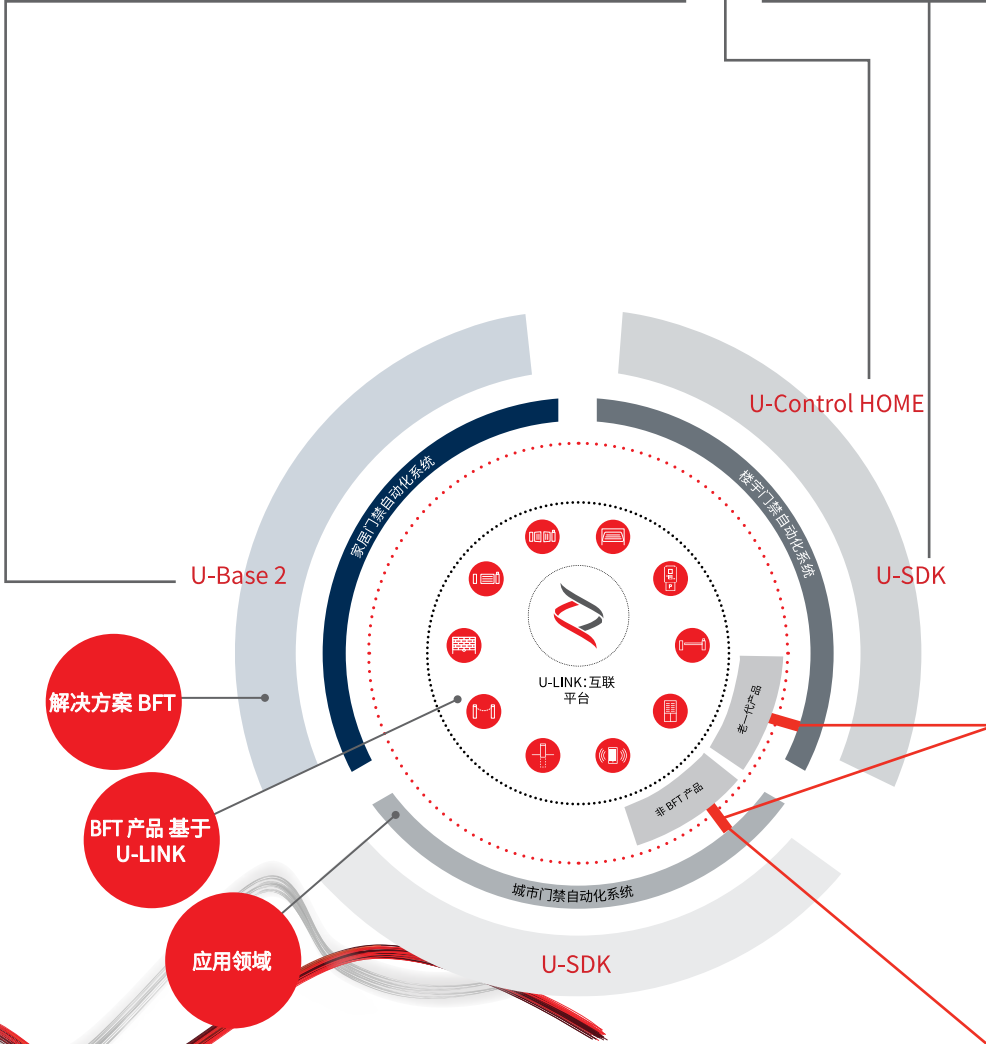 U-Control HOME
家居门禁自动化系统
楼宇门禁自动化系统
U-Base 2
U-SDK
P
U-LINK:互联
平台
解决方案 BFT
老一代产品
非 BFT 产品
BFT 产品 基于
U-LINK
城市门禁自动化系统
应用领域
U-SDK